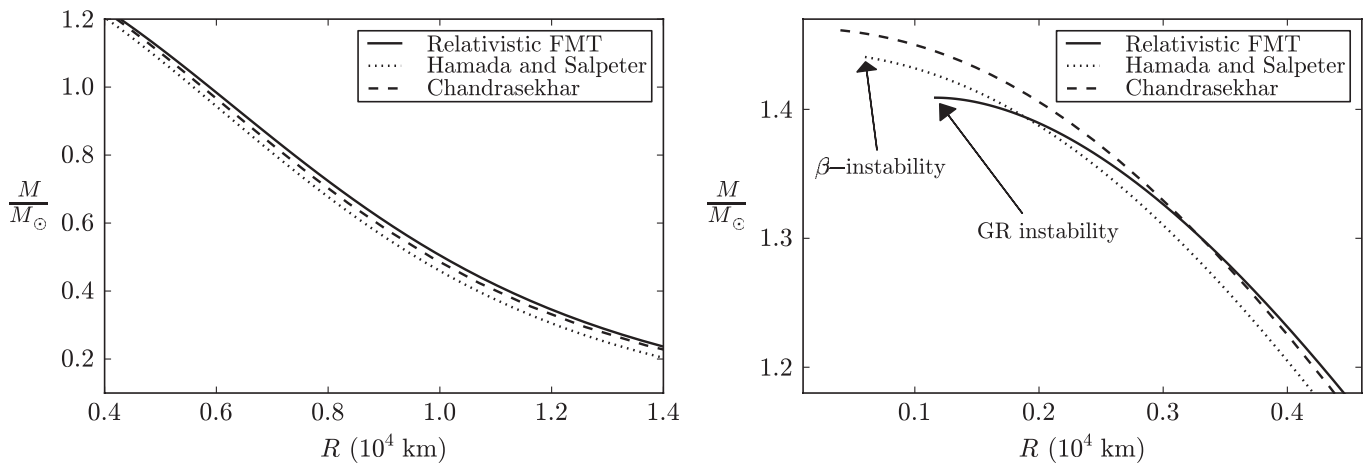 1.2
1.0
0.8
0.6
0.4
0.2
M
M☉
Relativistic FMT
Hamada and Salpeter
Chandrasekhar
0.4 0.6 0.8 1.0 1.2 1.4
R (10⁴ km)
1.4
1.3
1.2
M
M☉
Relativistic FMT
Hamada and Salpeter
Chandrasekhar
β−instability
GR instability
0.1 0.2 0.3 0.4
R (10⁴ km)